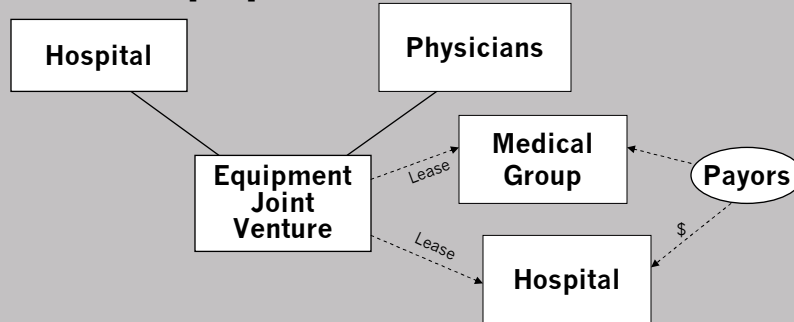 Hospital
Physicians
Equipment
Joint
Venture
Lease
Medical
Group
Payors
Lease
$
Hospital